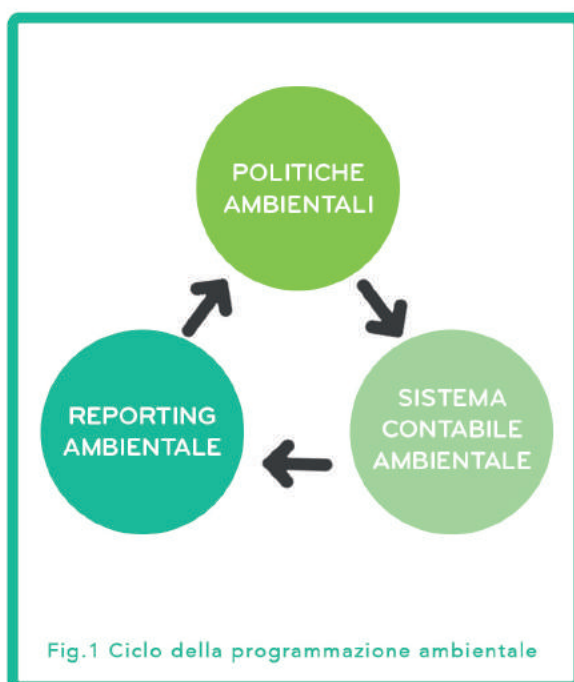 POLITICHE
AMBIENTALI
REPORTING
AMBIENTALE
SISTEMA
CONTABILE
AMBIENTALE
Fig.1 Ciclo della programmazione ambientale